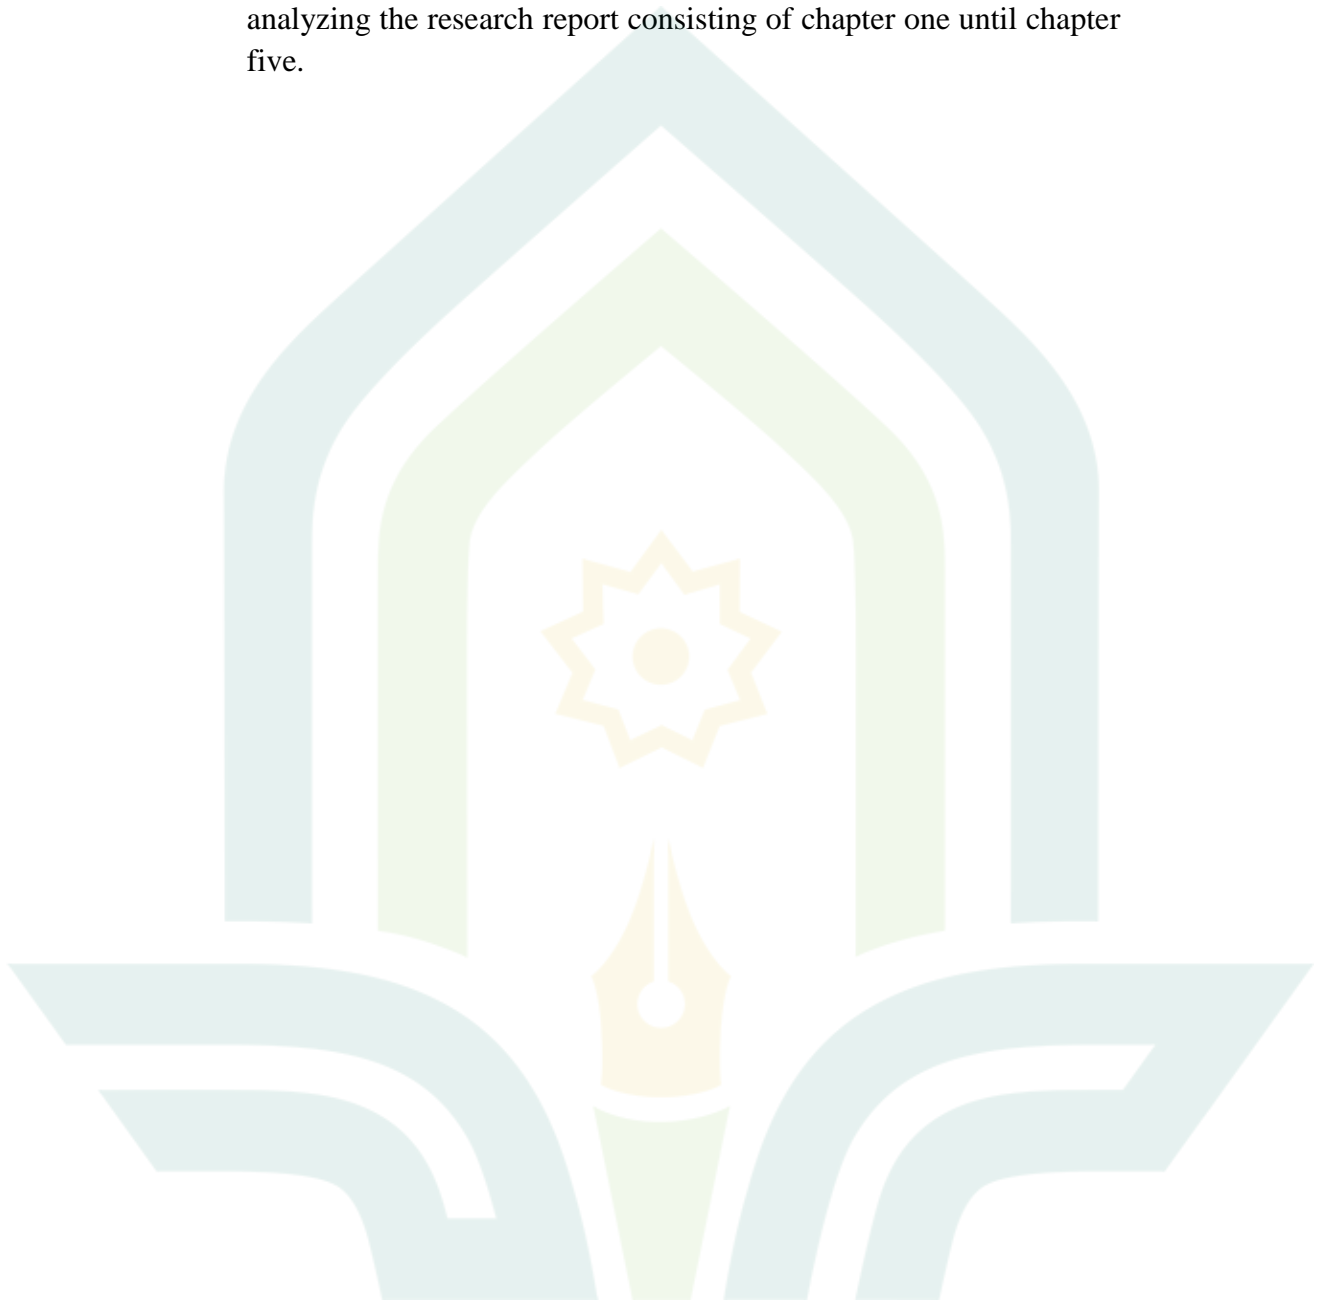 analyzing the research report consisting of chapter one until chapter
five.